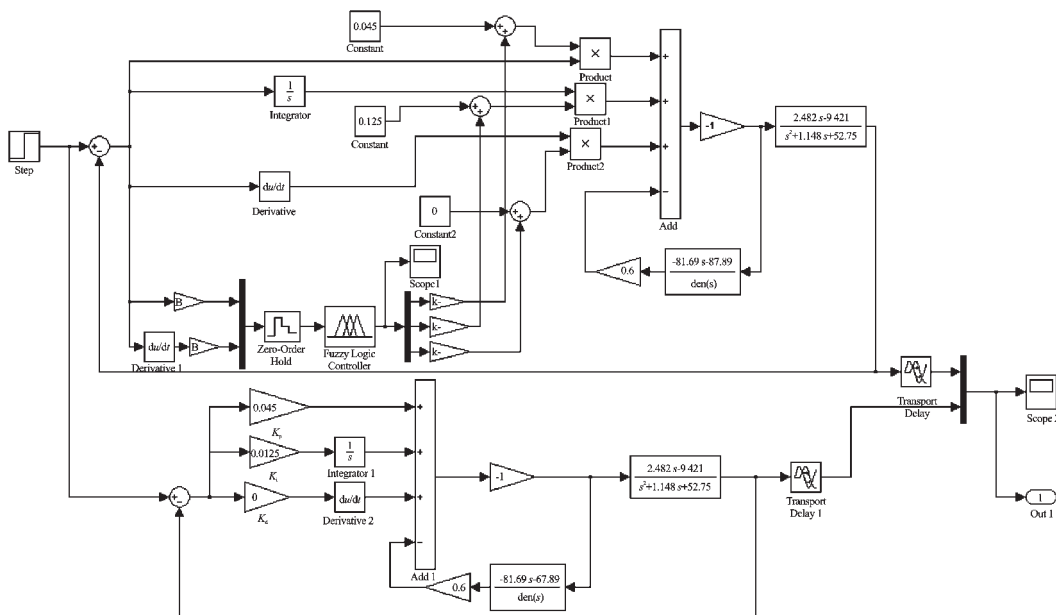 0.045
Constant
+
+
×
Product
+
1
s
Integrator
0.125
Constant
+
+
×
Product1
+
-1
2.482 s-9 421
s²+1.148 s+52.75
Step
+
−
×
Product2
+
du/dt
Derivative
0
Constant2
+
+
−
Add
0.6
-81.69 s-87.89
den(s)
Scope1
B
k-
k-
k-
du/dt
Derivative 1
B
Zero-Order
Hold
Fuzzy Logic
Controller
Transport
Delay
Scope 2
0.045
Kp
+
0.0125
Ki
1
s
Integrator 1
+
-1
2.482 s-9 421
s²+1.148 s+52.75
Transport
Delay 1
+
−
0
Kd
du/dt
Derivative 2
+
1
Out 1
−
Add 1
0.6
-81.69 s-67.89
den(s)